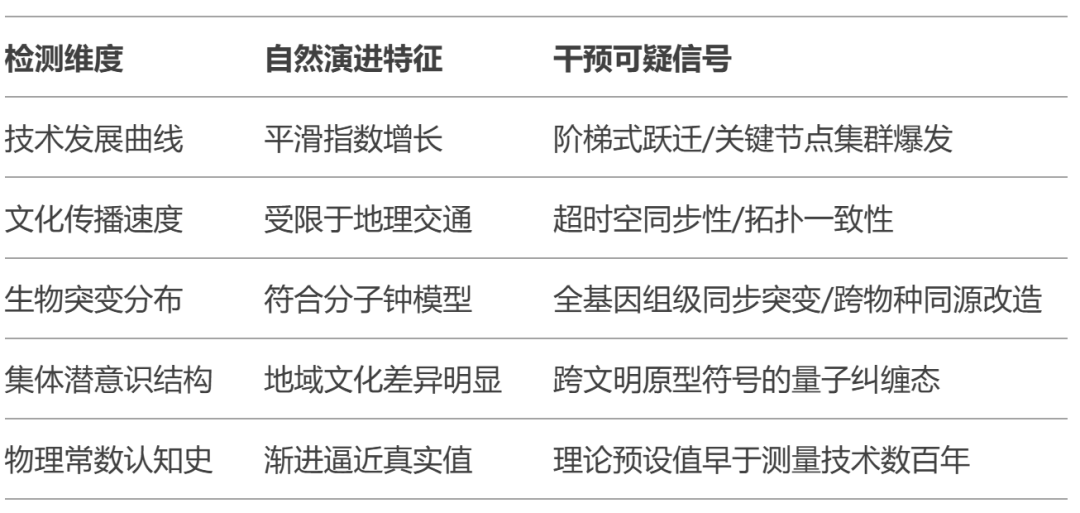 检测维度 自然演进特征 干预可疑信号
技术发展曲线 平滑指数增长 阶梯式跃迁/关键节点集群爆发
文化传播速度 受限于地理交通 超时空同步性/拓扑一致性
生物突变分布 符合分子钟模型 全基因组级同步突变/跨物种同源改造
集体潜意识结构 地域文化差异明显 跨文明原型符号的量子纠缠态
物理常数认知史 渐进逼近真实值 理论预设值早于测量技术数百年